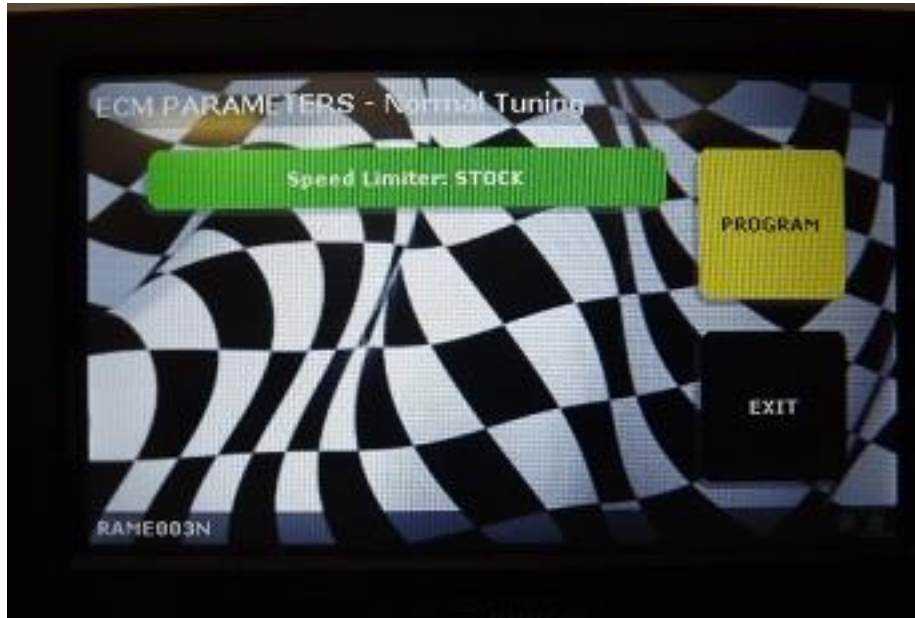 ECM PARAMETERS - Normal Tuning
Speed Limiter: STOCK
PROGRAM
EXIT
RAME003N